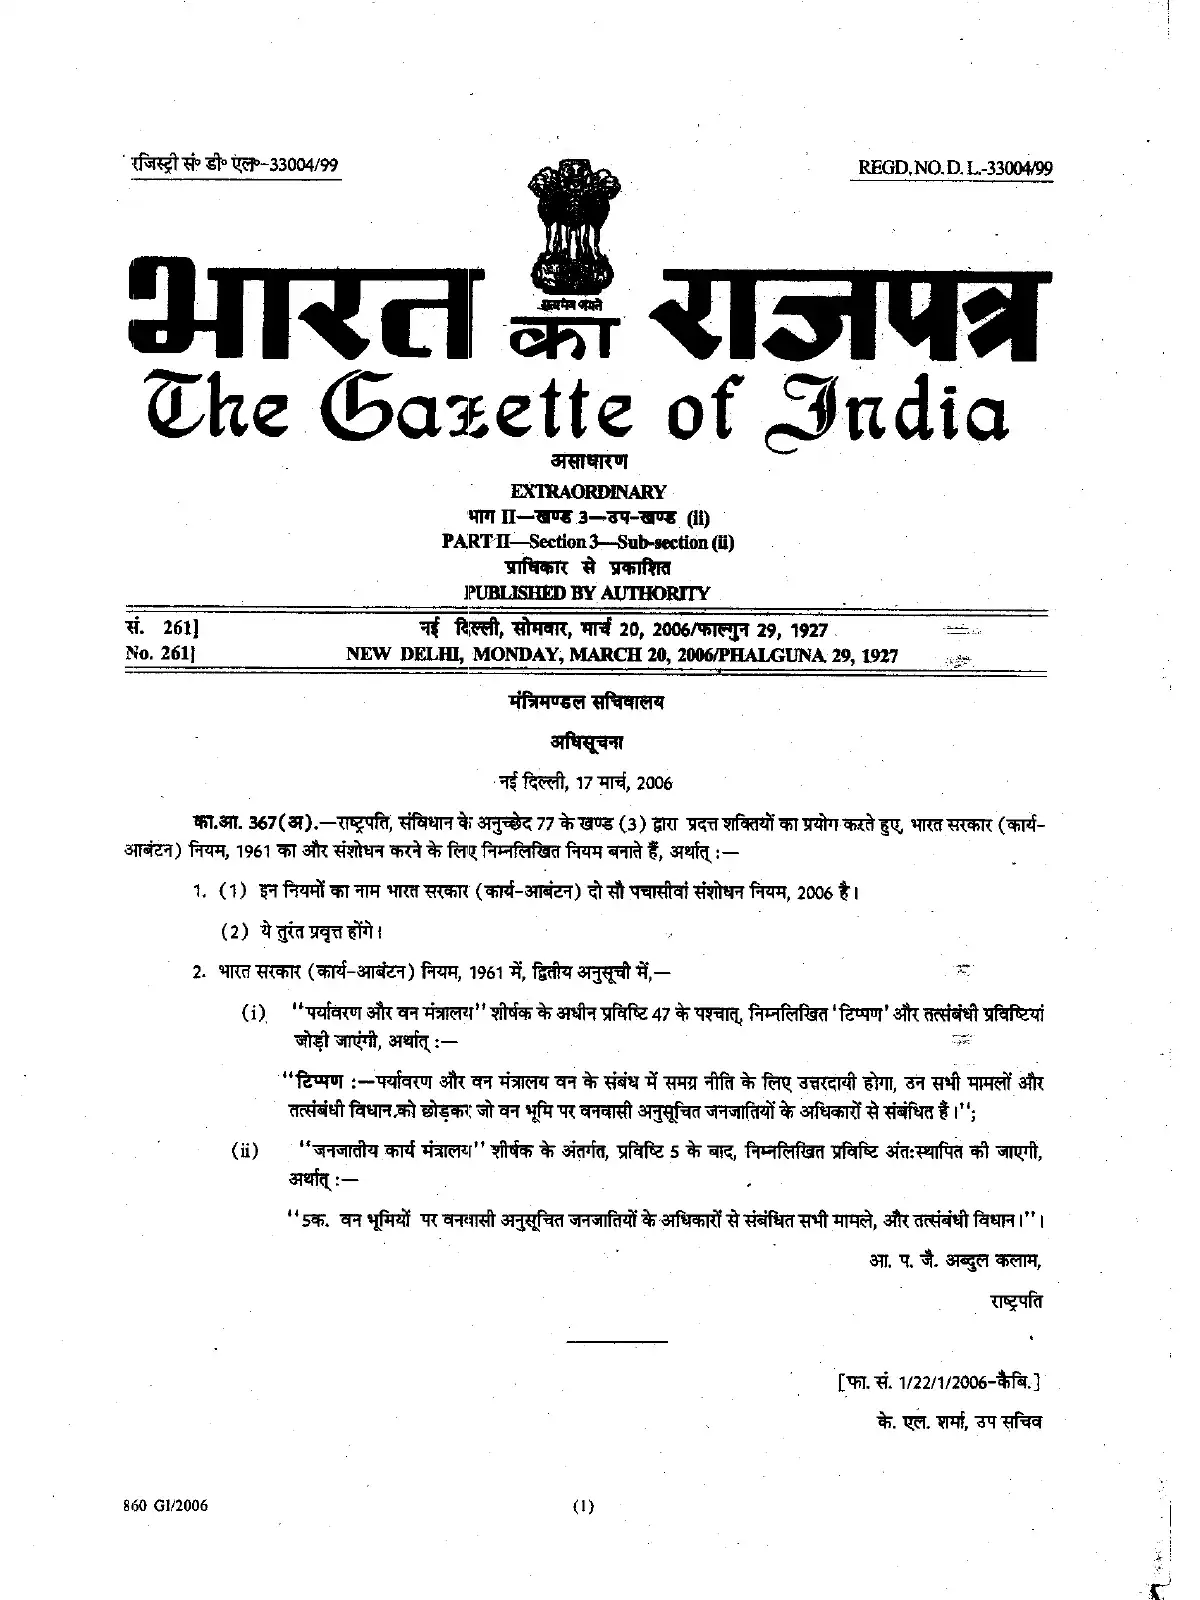 रजिस्ट्री सं० डी० एल०-33004/99
REGD. NO. D. L.-33004/99
सत्यमेव जयते
भारत का राजपत्र
The Gazette of India
असाधारण
EXTRAORDINARY
भाग II—खण्ड 3—उप-खण्ड (ii)
PART II—Section 3—Sub-section (ii)
प्राधिकार से प्रकाशित
PUBLISHED BY AUTHORITY
सं. 261] नई दिल्ली, सोमवार, मार्च 20, 2006/फाल्गुन 29, 1927
No. 261] NEW DELHI, MONDAY, MARCH 20, 2006/PHALGUNA 29, 1927
मंत्रिमण्डल सचिवालय
अधिसूचना
नई दिल्ली, 17 मार्च, 2006
का.आ. 367(अ).—राष्ट्रपति, संविधान के अनुच्छेद 77 के खण्ड (3) द्वारा प्रदत्त शक्तियों का प्रयोग करते हुए, भारत सरकार (कार्य-
आबंटन) नियम, 1961 का और संशोधन करने के लिए निम्नलिखित नियम बनाते हैं, अर्थात् :—
1. (1) इन नियमों का नाम भारत सरकार (कार्य-आबंटन) दो सौ पचासीवां संशोधन नियम, 2006 है।
(2) ये तुरंत प्रवृत्त होंगे।
2. भारत सरकार (कार्य-आबंटन) नियम, 1961 में, द्वितीय अनुसूची में,—
(i) "पर्यावरण और वन मंत्रालय" शीर्षक के अधीन प्रविष्टि 47 के पश्चात्, निम्नलिखित 'टिप्पण' और तत्संबंधी प्रविष्टियां
जोड़ी जाएंगी, अर्थात् :—
"टिप्पण :—पर्यावरण और वन मंत्रालय वन के संबंध में समग्र नीति के लिए उत्तरदायी होगा, उन सभी मामलों और
तत्संबंधी विधान को छोड़कर जो वन भूमि पर वनवासी अनुसूचित जनजातियों के अधिकारों से संबंधित हैं।";
(ii) "जनजातीय कार्य मंत्रालय" शीर्षक के अंतर्गत, प्रविष्टि 5 के बाद, निम्नलिखित प्रविष्टि अंतःस्थापित की जाएगी,
अर्थात् :—
"5क. वन भूमियों पर वनवासी अनुसूचित जनजातियों के अधिकारों से संबंधित सभी मामले, और तत्संबंधी विधान।"।
आ. प. जै. अब्दुल कलाम,
राष्ट्रपति
[फा. सं. 1/22/1/2006-कैबि.]
के. एल. शर्मा, उप सचिव
860 GI/2006
(1)